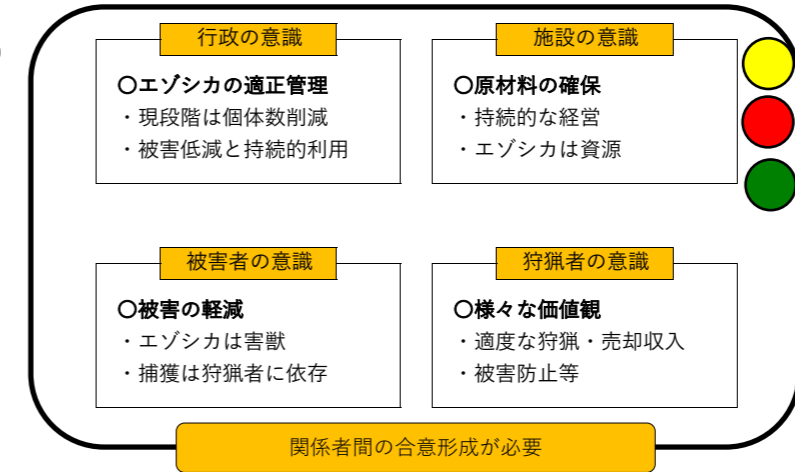 行政の意識
〇エゾシカの適正管理
・現段階は個体数削減
・被害低減と持続的利用
施設の意識
〇原材料の確保
・持続的な経営
・エゾシカは資源
被害者の意識
〇被害の軽減
・エゾシカは害獣
・捕獲は狩猟者に依存
狩猟者の意識
〇様々な価値観
・適度な狩猟・売却収入
・被害防止等
関係者間の合意形成が必要